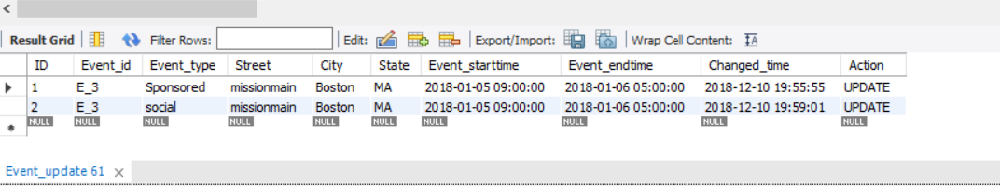 Result Grid Filter Rows: Edit: Export/Import: Wrap Cell Content: IA
ID Event_id Event_type Street City State Event_starttime Event_endtime Changed_time Action
1 E_3 Sponsored missionmain Boston MA 2018-01-05 09:00:00 2018-01-06 05:00:00 2018-12-10 19:55:55 UPDATE
2 E_3 social missionmain Boston MA 2018-01-05 09:00:00 2018-01-06 05:00:00 2018-12-10 19:59:01 UPDATE
NULL NULL NULL NULL NULL NULL NULL NULL NULL NULL
Event_update 61